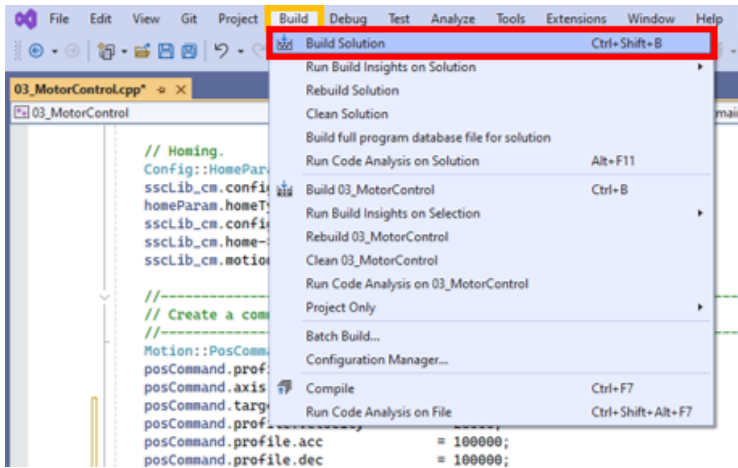 File Edit View Git Project Build Debug Test Analyze Tools Extensions Window Help
Build Solution Ctrl+Shift+B
Run Build Insights on Solution
03_MotorControl.cpp*
Rebuild Solution
03_MotorControl
Clean Solution
Build full program database file for solution
// Homing.
Run Code Analysis on Solution Alt+F11
Config::HomePar
sscLib_cm.confi
Build 03_MotorControl Ctrl+B
homeParam.homeT
Run Build Insights on Selection
sscLib_cm.confi
Rebuild 03_MotorControl
sscLib_cm.home-
Clean 03_MotorControl
sscLib_cm.motio
Run Code Analysis on 03_MotorControl
//
Project Only
// Create a com
//
Batch Build...
Motion::PosComma
Configuration Manager...
posCommand.prof
posCommand.axis
Compile Ctrl+F7
posCommand.targ
Run Code Analysis on File Ctrl+Shift+Alt+F7
posCommand.prof
posCommand.profile.acc = 100000;
posCommand.profile.dec = 100000;